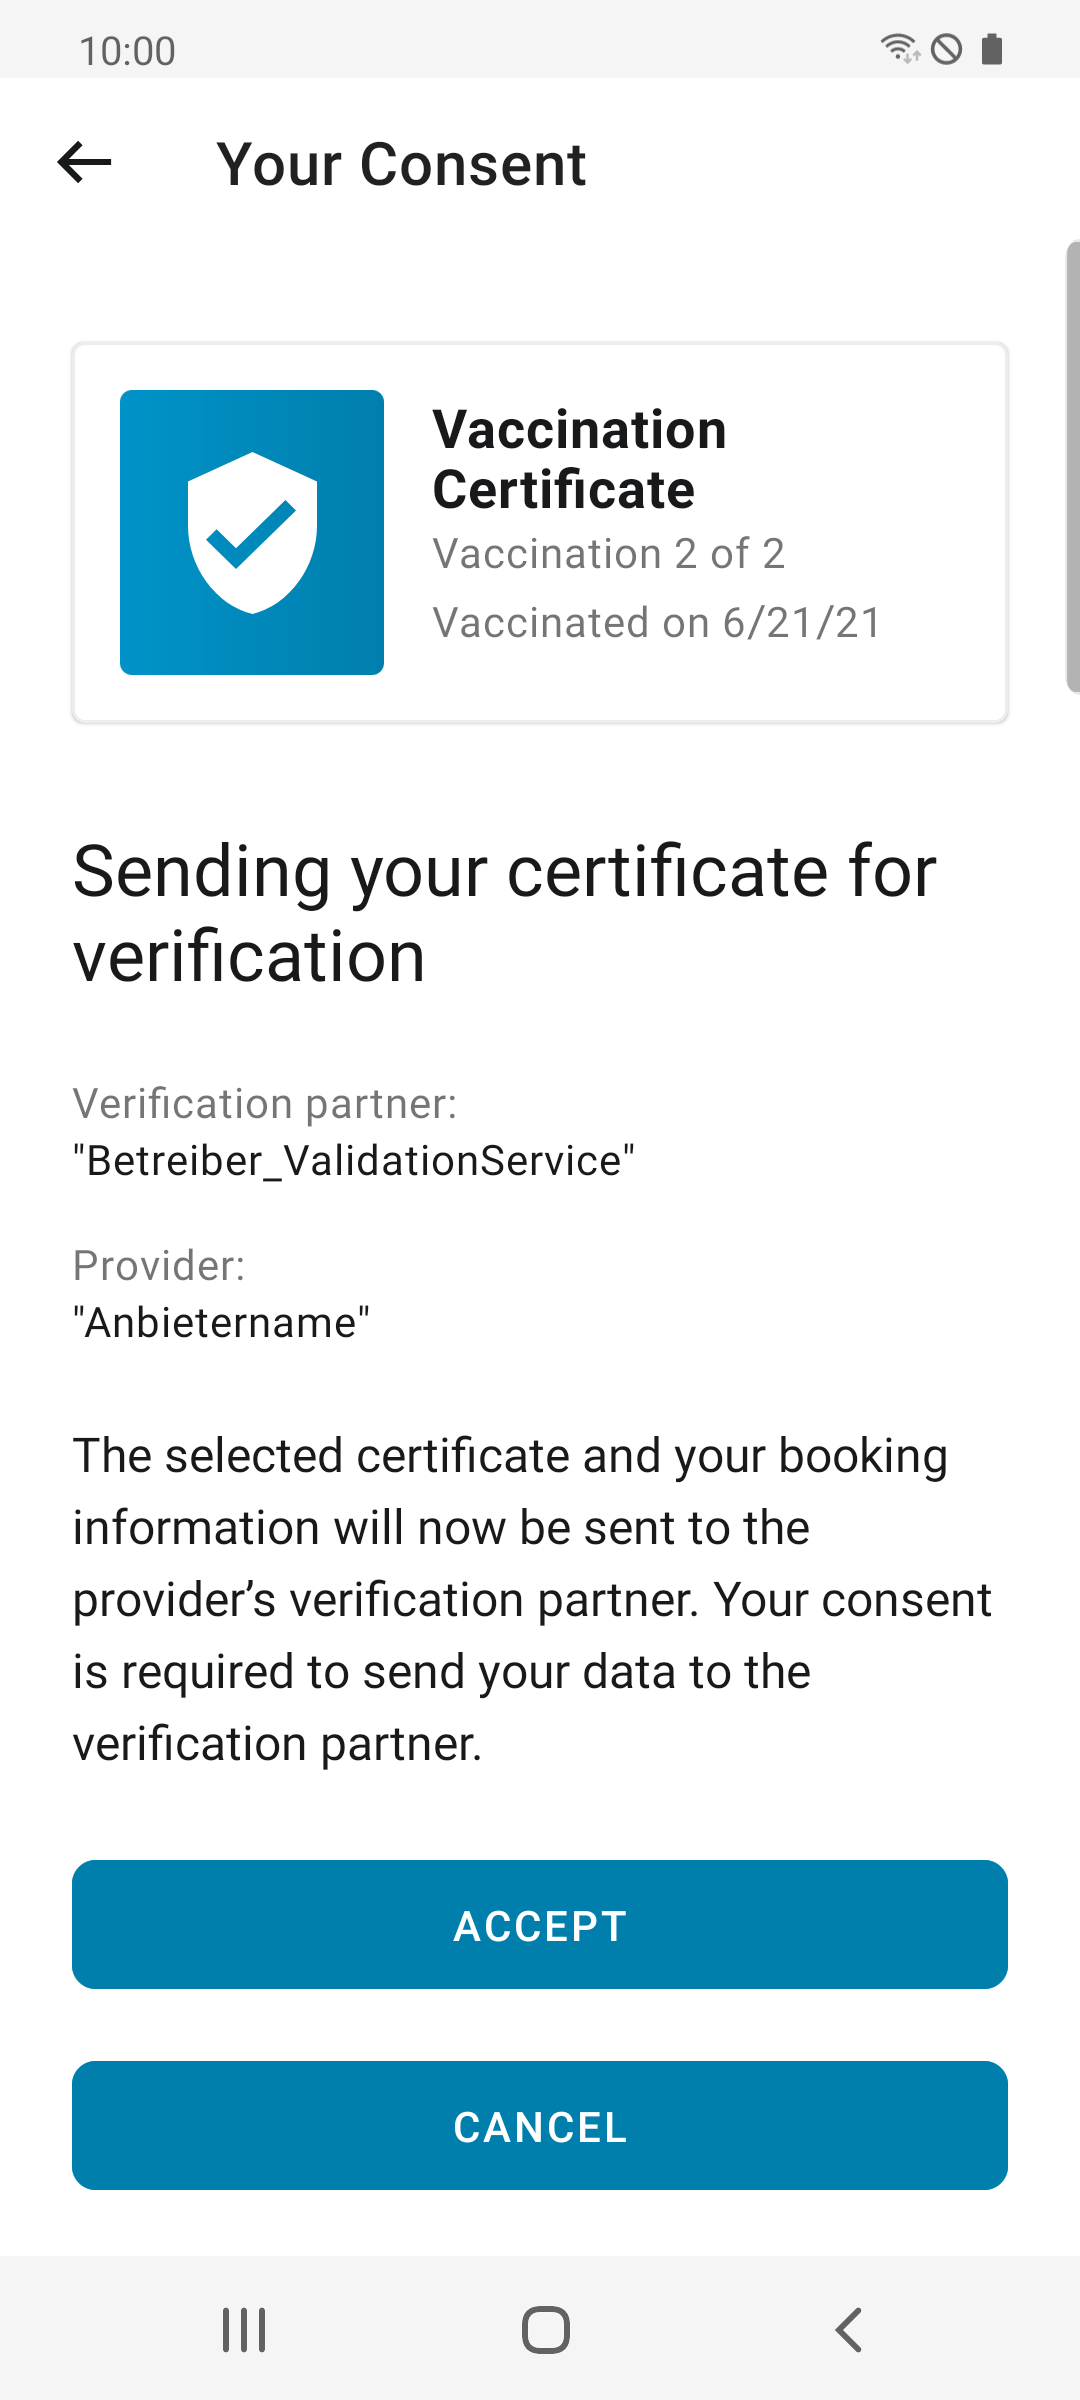 10:00
Your Consent
Vaccination
Certificate
Vaccination 2 of 2
Vaccinated on 6/21/21
Sending your certificate for
verification
Verification partner:
"Betreiber_ValidationService"
Provider:
"Anbietername"
The selected certificate and your booking
information will now be sent to the
provider’s verification partner. Your consent
is required to send your data to the
verification partner.
ACCEPT
CANCEL